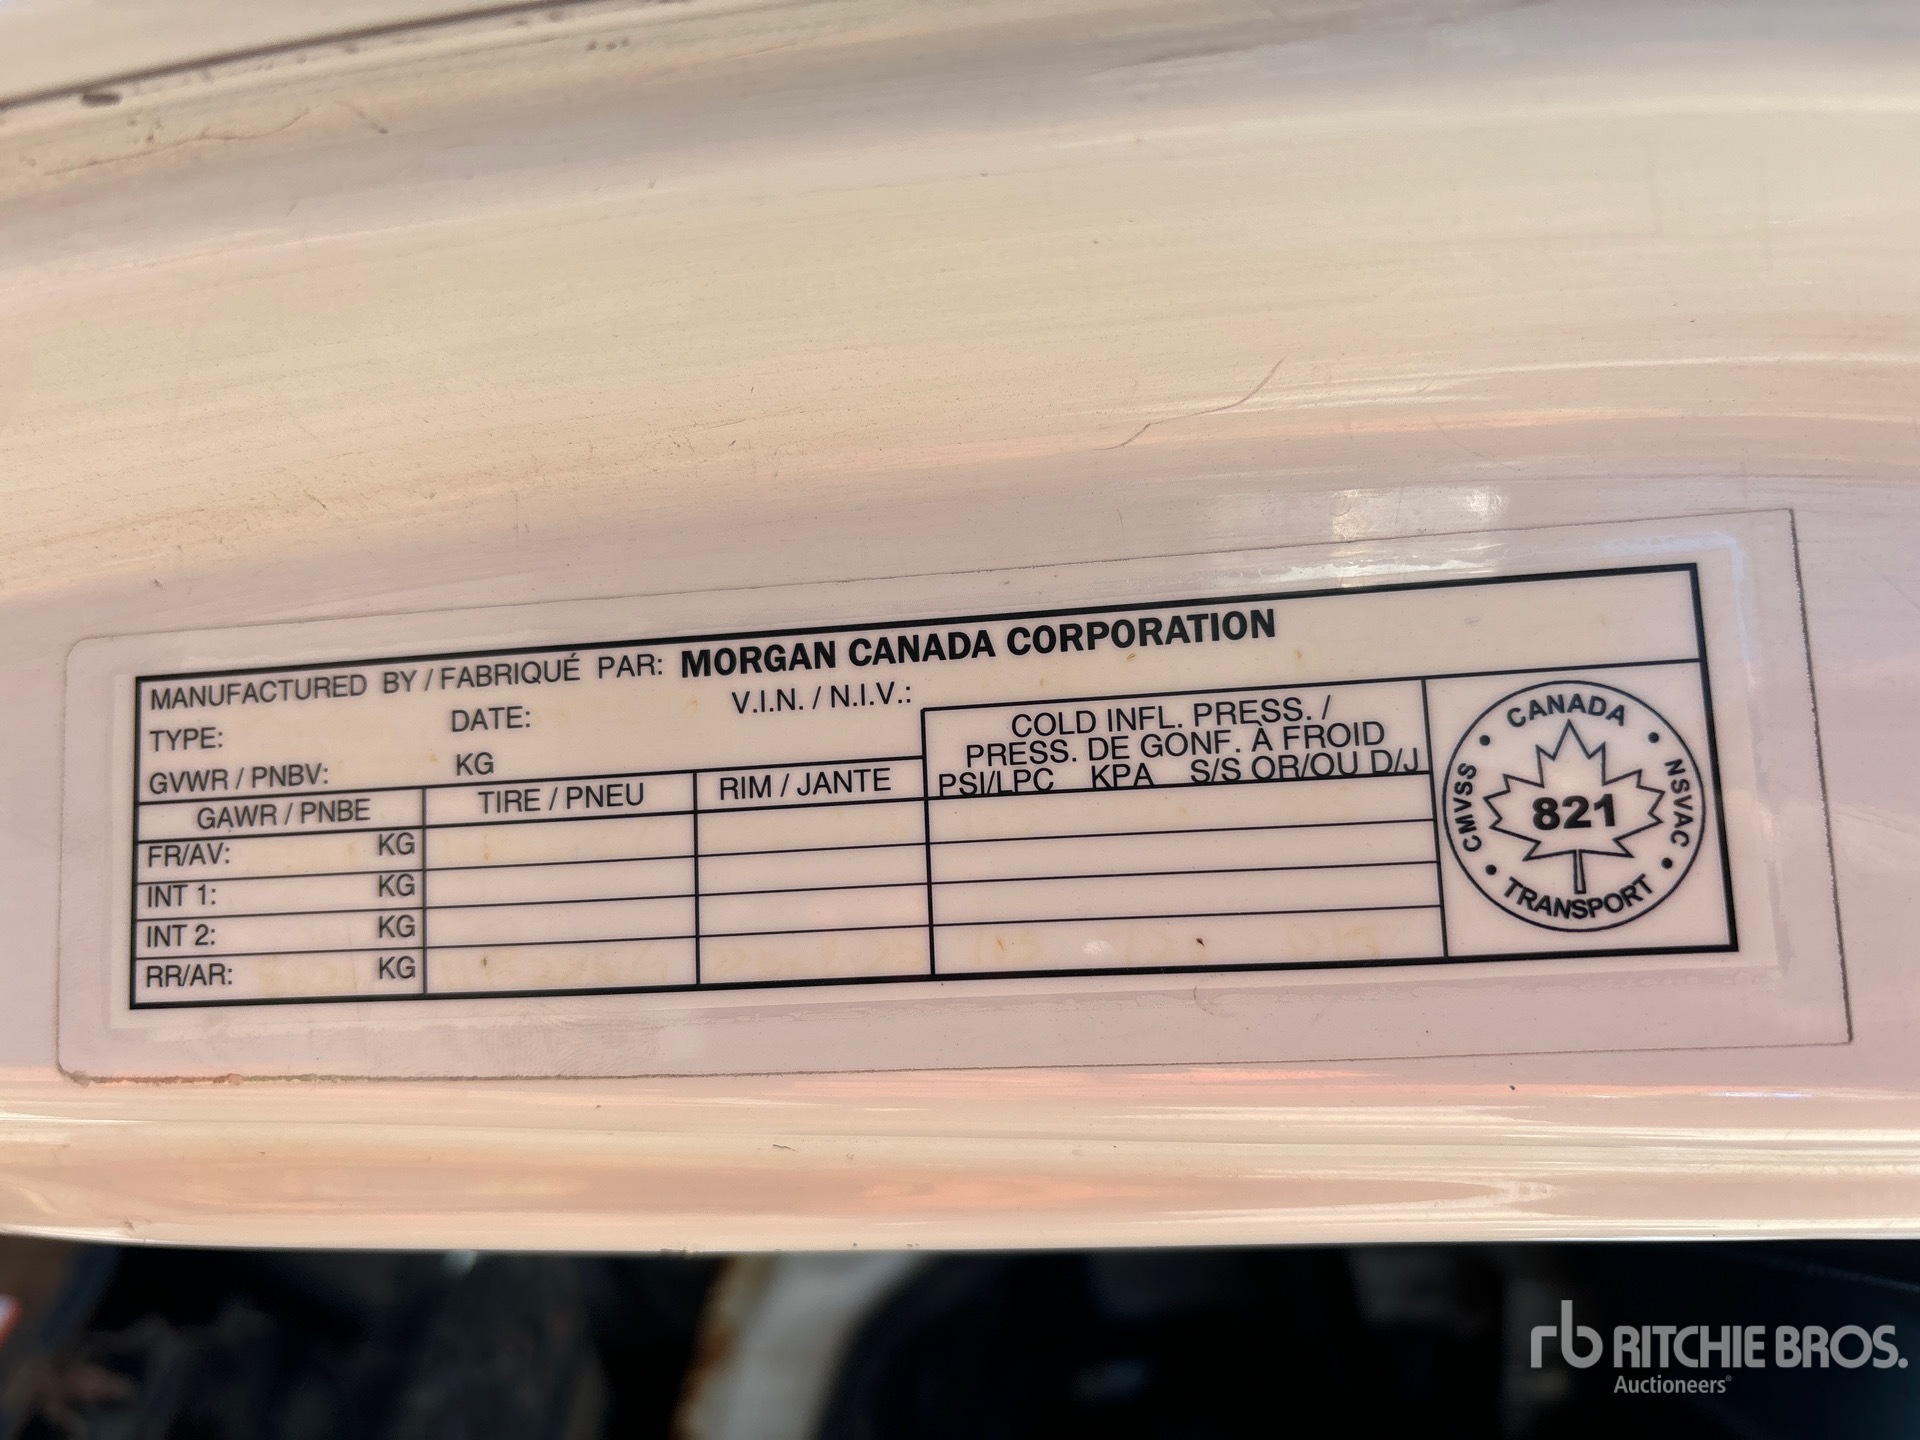 MANUFACTURED BY / FABRIQUÉ PAR: MORGAN CANADA CORPORATION
TYPE: DATE: V.I.N. / N.I.V.:
GVWR / PNBV: KG
COLD INFL. PRESS. /
PRESS. DE GONF. À FROID
PSI/LPC KPA S/S OR/OU D/J
GAWR / PNBE TIRE / PNEU RIM / JANTE
FR/AV: KG
INT 1: KG
INT 2: KG
RR/AR: KG
CANADA
CMVSS
821
NSVAC
TRANSPORT
rb RITCHIE BROS.
Auctioneers